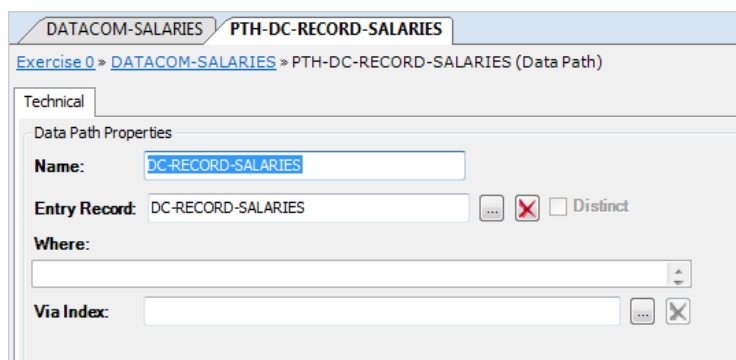 DATACOM-SALARIES PTH-DC-RECORD-SALARIES
Exercise 0 » DATACOM-SALARIES » PTH-DC-RECORD-SALARIES (Data Path)
Technical
Data Path Properties
Name: DC-RECORD-SALARIES
Entry Record: DC-RECORD-SALARIES ... Distinct
Where:
Via Index: ...